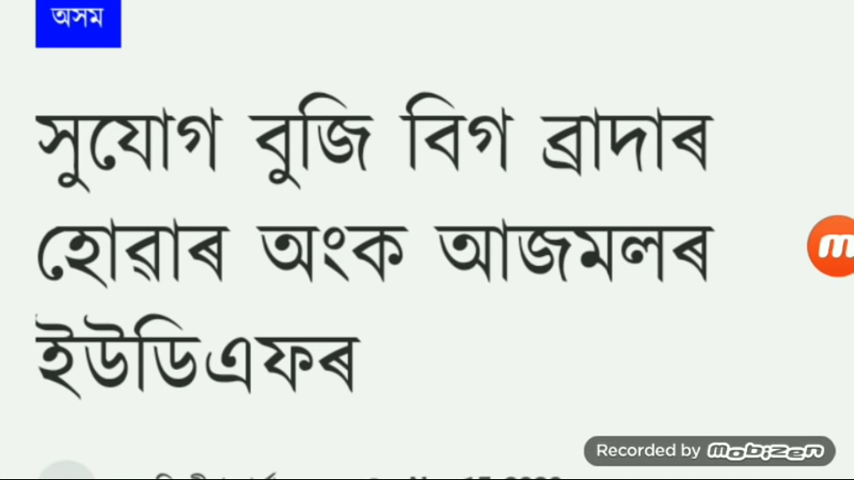 অসম
সুযোগ বুজি বিগ ব্ৰাদাৰ
হোৱাৰ অংক আজমলৰ
ইউডিএফৰ
Recorded by mobizen